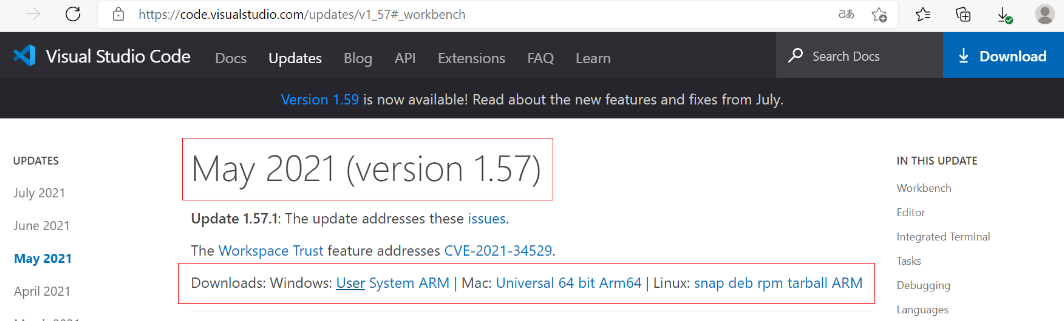 https://code.visualstudio.com/updates/v1_57#_workbench
Visual Studio Code Docs Updates Blog API Extensions FAQ Learn Search Docs Download
Version 1.59 is now available! Read about the new features and fixes from July.
UPDATES
July 2021
June 2021
May 2021
April 2021
May 2021 (version 1.57)
Update 1.57.1: The update addresses these issues.
The Workspace Trust feature addresses CVE-2021-34529.
Downloads: Windows: User System ARM | Mac: Universal 64 bit Arm64 | Linux: snap deb rpm tarball ARM
IN THIS UPDATE
Workbench
Editor
Integrated Terminal
Tasks
Debugging
Languages